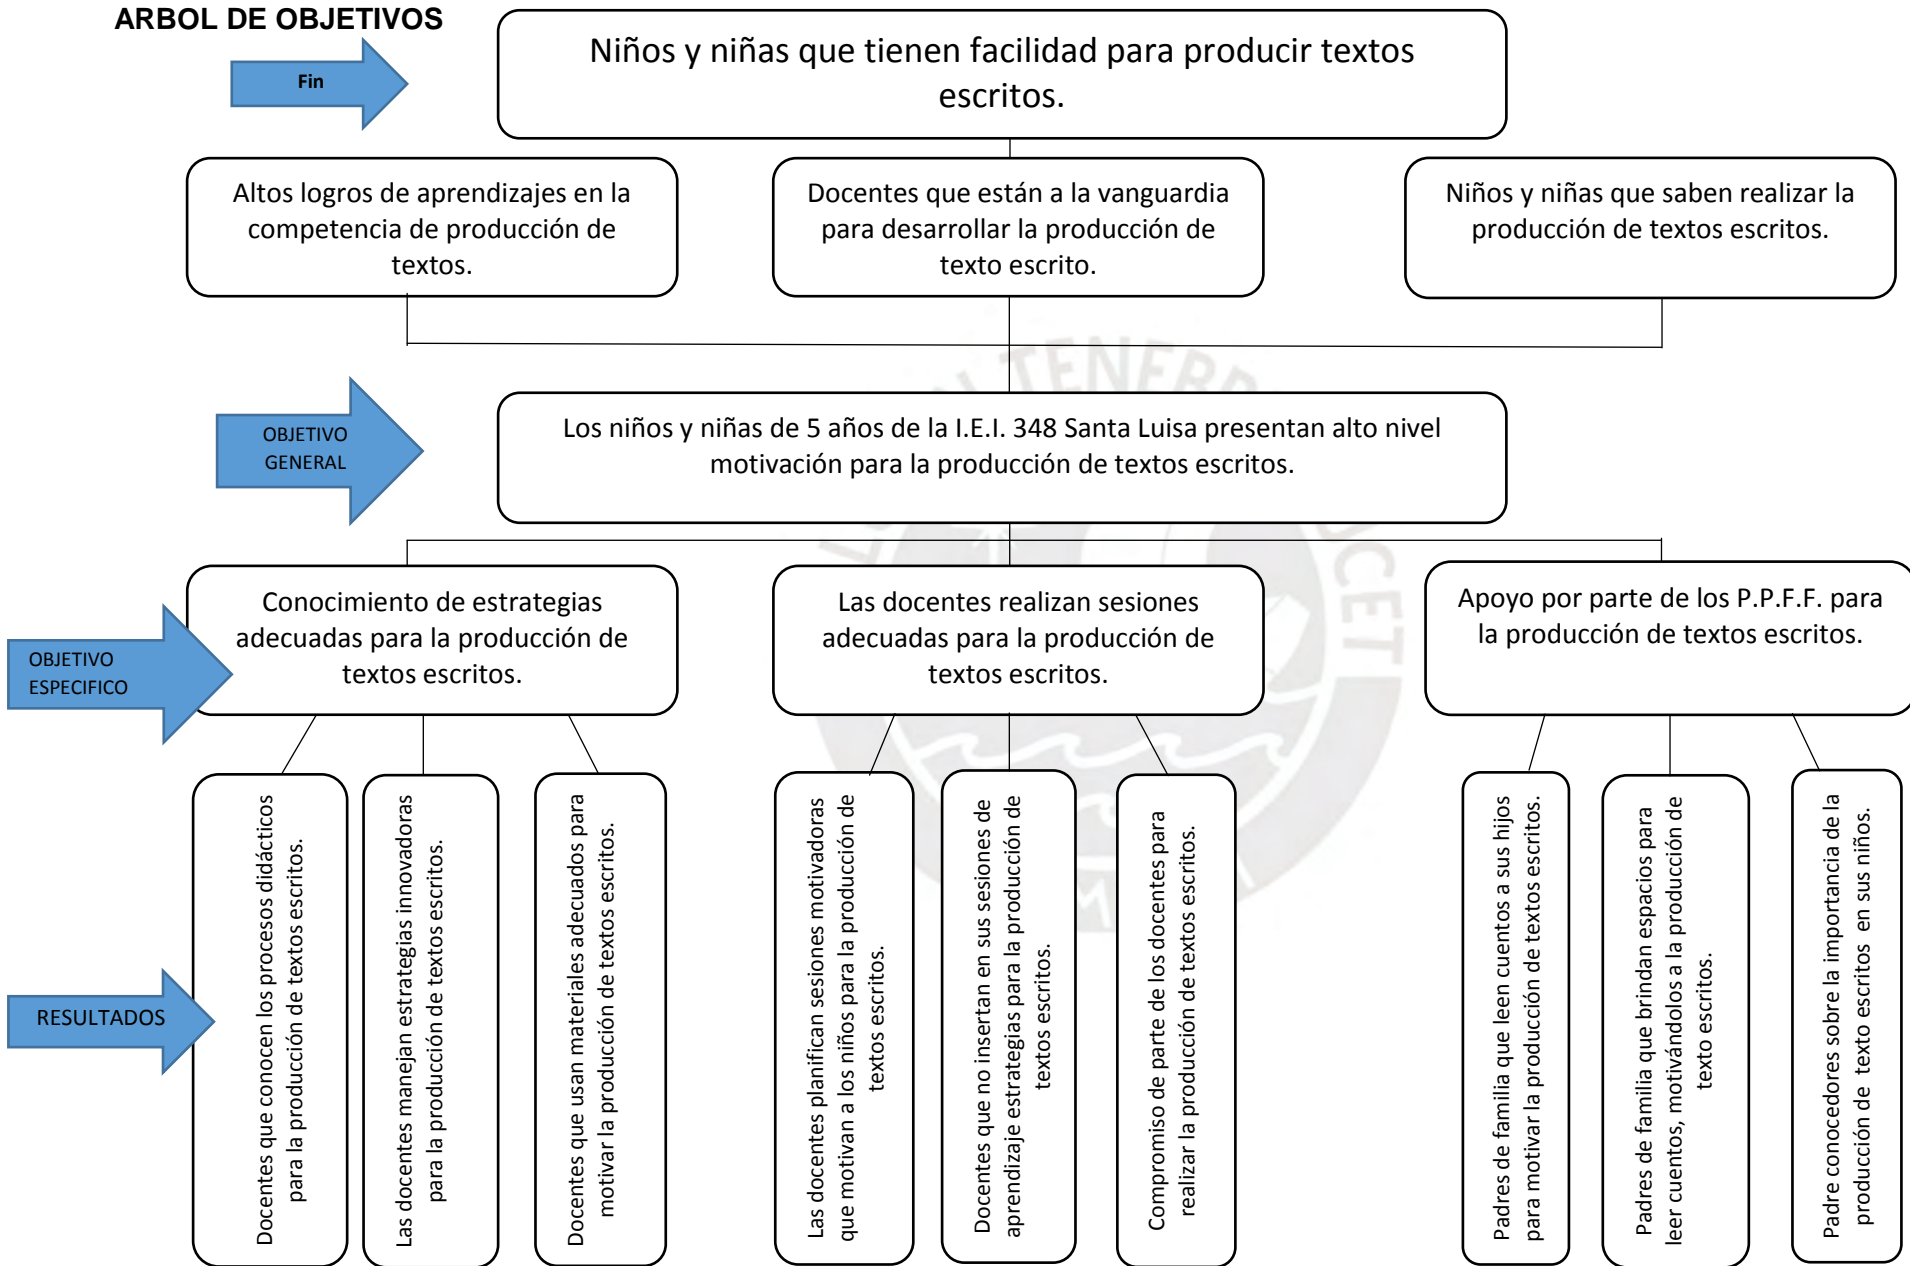 ARBOL DE OBJETIVOS
Fin
Niños y niñas que tienen facilidad para producir textos
escritos.
Altos logros de aprendizajes en la
competencia de producción de
textos.
Docentes que están a la vanguardia
para desarrollar la producción de
texto escrito.
Niños y niñas que saben realizar la
producción de textos escritos.
OBJETIVO
GENERAL
Los niños y niñas de 5 años de la I.E.I. 348 Santa Luisa presentan alto nivel
motivación para la producción de textos escritos.
OBJETIVO
ESPECIFICO
Conocimiento de estrategias
adecuadas para la producción de
textos escritos.
Las docentes realizan sesiones
adecuadas para la producción de
textos escritos.
Apoyo por parte de los P.P.F.F. para
la producción de textos escritos.
RESULTADOS
Docentes que conocen los procesos didácticos
para la producción de textos escritos.
Las docentes manejan estrategias innovadoras
para la producción de textos escritos.
Docentes que usan materiales adecuados para
motivar la producción de textos escrito.
Las docentes planifican sesiones motivadoras
que motivan a los niños para la producción de
textos escritos.
Docentes que no insertan en sus sesiones de
aprendizaje estrategias para la producción de
textos escritos.
Compromiso de parte de los docentes para
realizar la producción de textos escritos.
Padres de familia que leen cuentos a sus hijos
para motivar la producción de textos escritos.
Padres de familia que brindan espacios para
leer cuentos, motivándolos a la producción de
texto escritos.
Padre conocedores sobre la importancia de la
producción de texto escritos en sus niños.